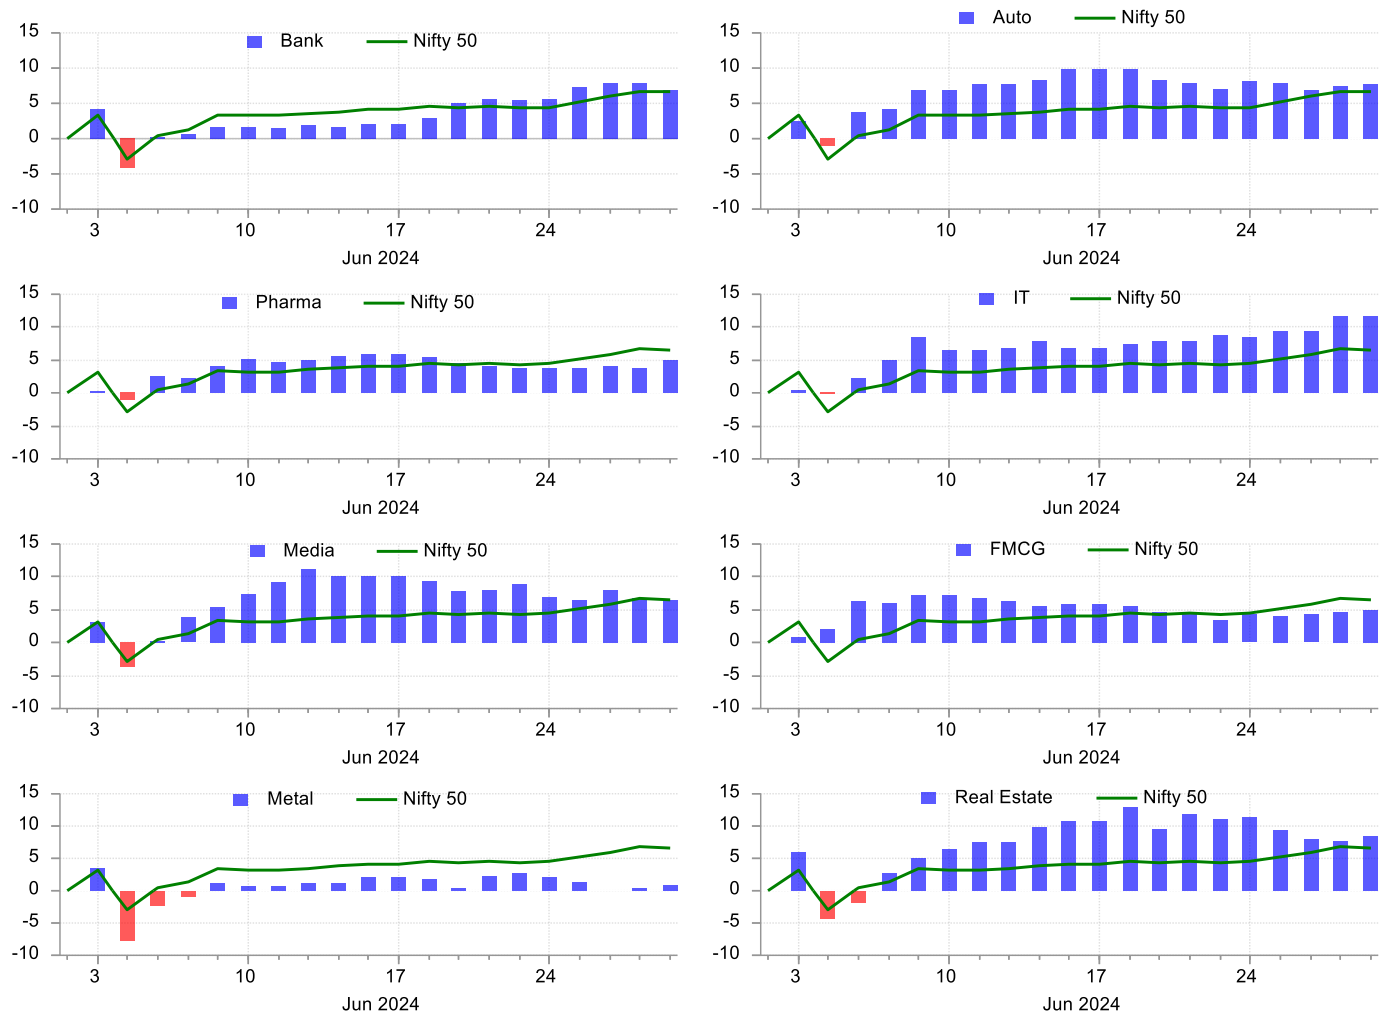 Bank Nifty 50
15
10
5
0
-5
-10
3 10 17 24
Jun 2024
Auto Nifty 50
15
10
5
0
-5
-10
3 10 17 24
Jun 2024
Pharma Nifty 50
15
10
5
0
-5
-10
3 10 17 24
Jun 2024
IT Nifty 50
15
10
5
0
-5
-10
3 10 17 24
Jun 2024
Media Nifty 50
15
10
5
0
-5
-10
3 10 17 24
Jun 2024
FMCG Nifty 50
15
10
5
0
-5
-10
3 10 17 24
Jun 2024
Metal Nifty 50
15
10
5
0
-5
-10
3 10 17 24
Jun 2024
Real Estate Nifty 50
15
10
5
0
-5
-10
3 10 17 24
Jun 2024